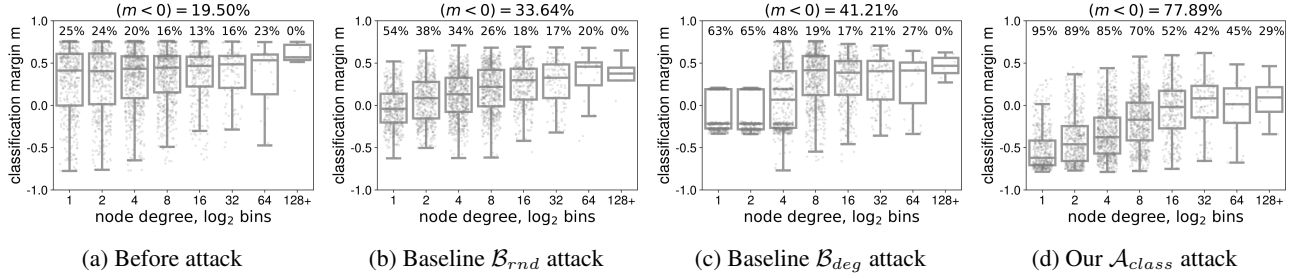 (m < 0) = 19.50%
25% 24% 20% 16% 13% 16% 23% 0%
classification margin m
1.0
0.5
0.0
-0.5
-1.0
1 2 4 8 16 32 64 128+
node degree, log₂ bins
(a) Before attack
(m < 0) = 33.64%
54% 38% 34% 26% 18% 17% 20% 0%
classification margin m
1.0
0.5
0.0
-0.5
-1.0
1 2 4 8 16 32 64 128+
node degree, log₂ bins
(b) Baseline ℬ_rnd attack
(m < 0) = 41.21%
63% 65% 48% 19% 17% 21% 27% 0%
classification margin m
1.0
0.5
0.0
-0.5
-1.0
1 2 4 8 16 32 64 128+
node degree, log₂ bins
(c) Baseline ℬ_deg attack
(m < 0) = 77.89%
95% 89% 85% 70% 52% 42% 45% 29%
classification margin m
1.0
0.5
0.0
-0.5
-1.0
1 2 4 8 16 32 64 128+
node degree, log₂ bins
(d) Our 𝒜_class attack